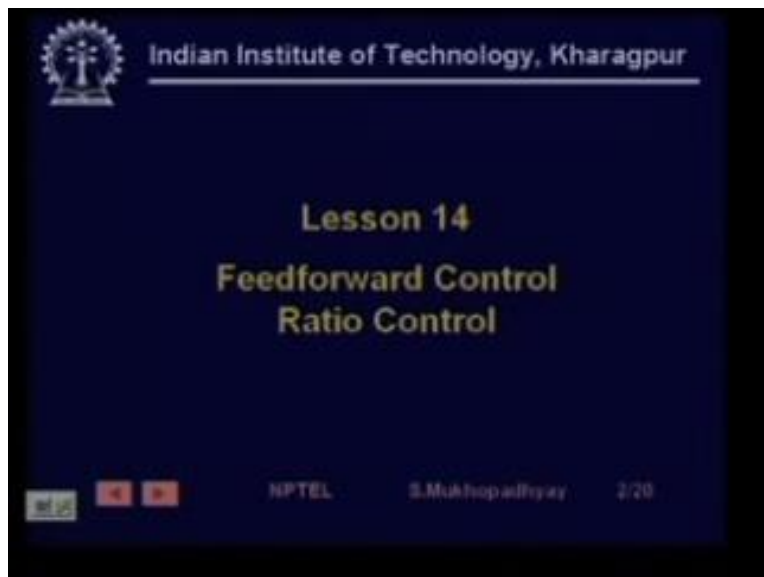 Indian Institute of Technology, Kharagpur
Lesson 14
Feedforward Control
Ratio Control
NPTEL S.Mukhopadhyay 2/20